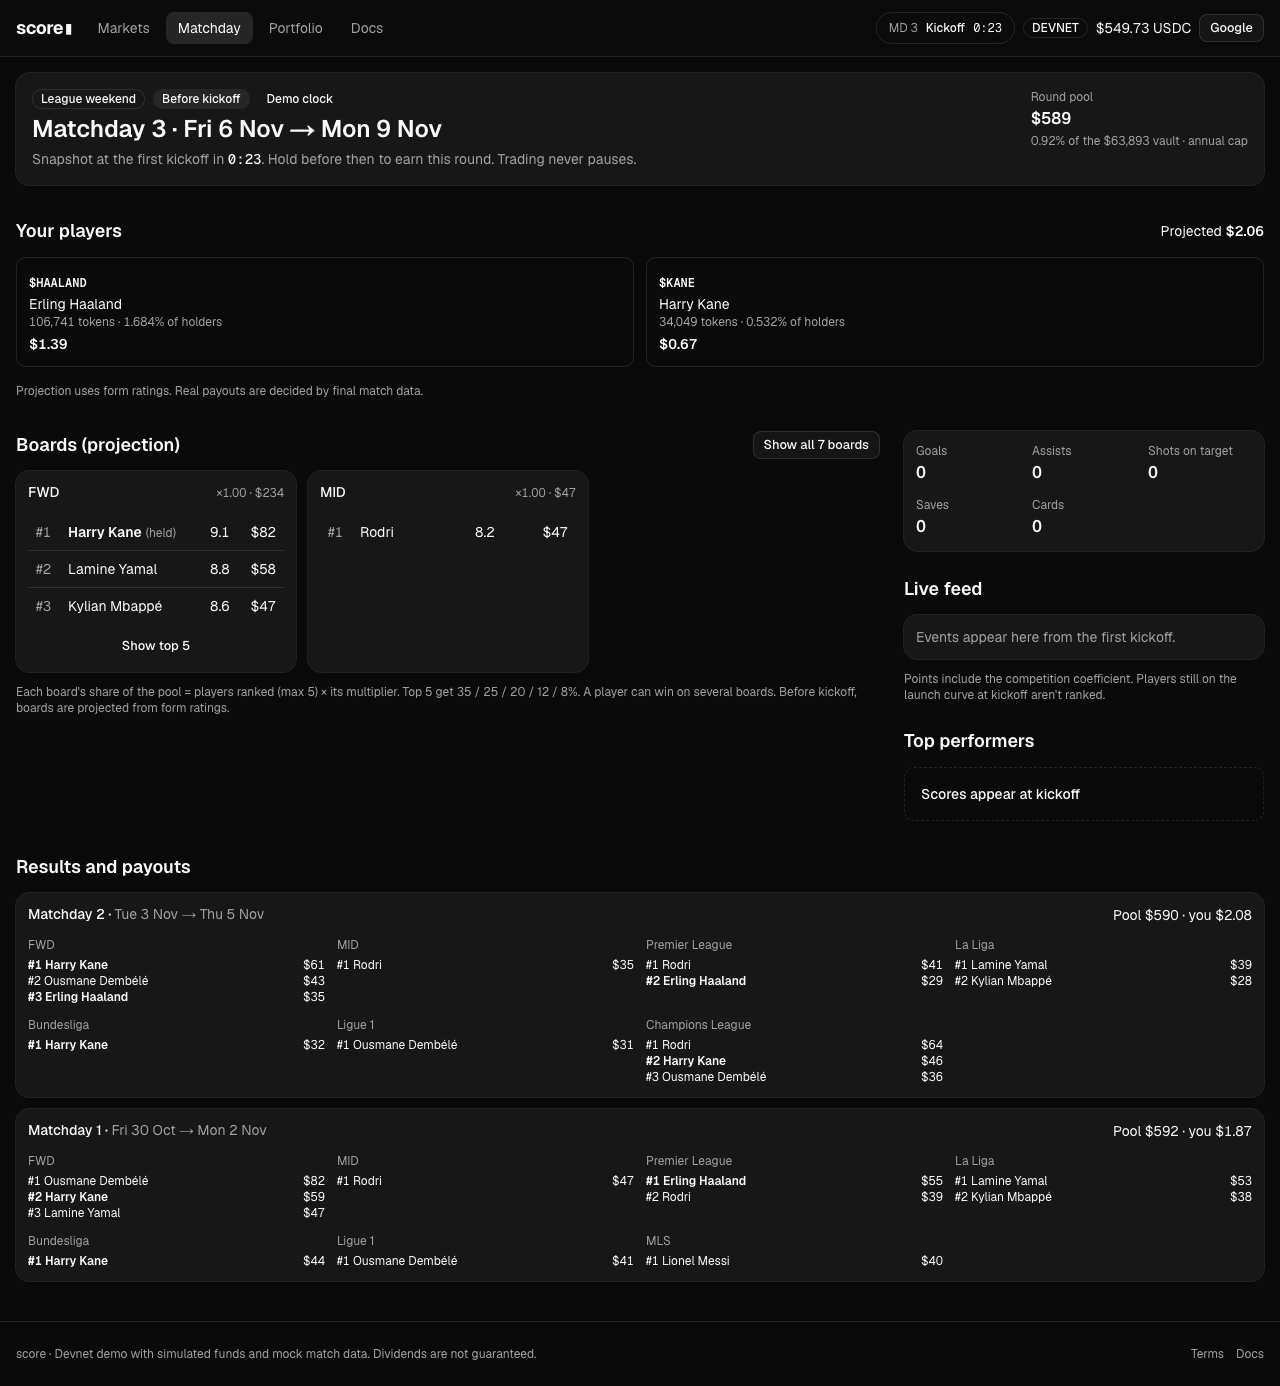 score
Markets
Matchday
Portfolio
Docs
MD 3 Kickoff 0:23
DEVNET
$549.73 USDC
Google
League weekend
Before kickoff
Demo clock
Matchday 3 · Fri 6 Nov → Mon 9 Nov
Snapshot at the first kickoff in 0:23. Hold before then to earn this round. Trading never pauses.
Round pool
$589
0.92% of the $63,893 vault · annual cap
Your players
Projected $2.06
$HAALAND
Erling Haaland
106,741 tokens · 1.684% of holders
$1.39
$KANE
Harry Kane
34,049 tokens · 0.532% of holders
$0.67
Projection uses form ratings. Real payouts are decided by final match data.
Boards (projection)
Show all 7 boards
FWD ×1.00 · $234
#1 Harry Kane (held) 9.1 $82
#2 Lamine Yamal 8.8 $58
#3 Kylian Mbappé 8.6 $47
Show top 5
MID ×1.00 · $47
#1 Rodri 8.2 $47
Each board's share of the pool = players ranked (max 5) × its multiplier. Top 5 get 35 / 25 / 20 / 12 / 8%. A player can win on several boards. Before kickoff,
boards are projected from form ratings.
Goals
0
Assists
0
Shots on target
0
Saves
0
Cards
0
Live feed
Events appear here from the first kickoff.
Points include the competition coefficient. Players still on the
launch curve at kickoff aren't ranked.
Top performers
Scores appear at kickoff
Results and payouts
Matchday 2 · Tue 3 Nov → Thu 5 Nov
Pool $590 · you $2.08
FWD
#1 Harry Kane $61
#2 Ousmane Dembélé $43
#3 Erling Haaland $35
MID
#1 Rodri $35
Premier League
#1 Rodri $41
#2 Erling Haaland $29
La Liga
#1 Lamine Yamal $39
#2 Kylian Mbappé $28
Bundesliga
#1 Harry Kane $32
Ligue 1
#1 Ousmane Dembélé $31
Champions League
#1 Rodri $64
#2 Harry Kane $46
#3 Ousmane Dembélé $36
Matchday 1 · Fri 30 Oct → Mon 2 Nov
Pool $592 · you $1.87
FWD
#1 Ousmane Dembélé $82
#2 Harry Kane $59
#3 Lamine Yamal $47
MID
#1 Rodri $47
Premier League
#1 Erling Haaland $55
#2 Rodri $39
La Liga
#1 Lamine Yamal $53
#2 Kylian Mbappé $38
Bundesliga
#1 Harry Kane $44
Ligue 1
#1 Ousmane Dembélé $41
MLS
#1 Lionel Messi $40
score · Devnet demo with simulated funds and mock match data. Dividends are not guaranteed.
Terms
Docs